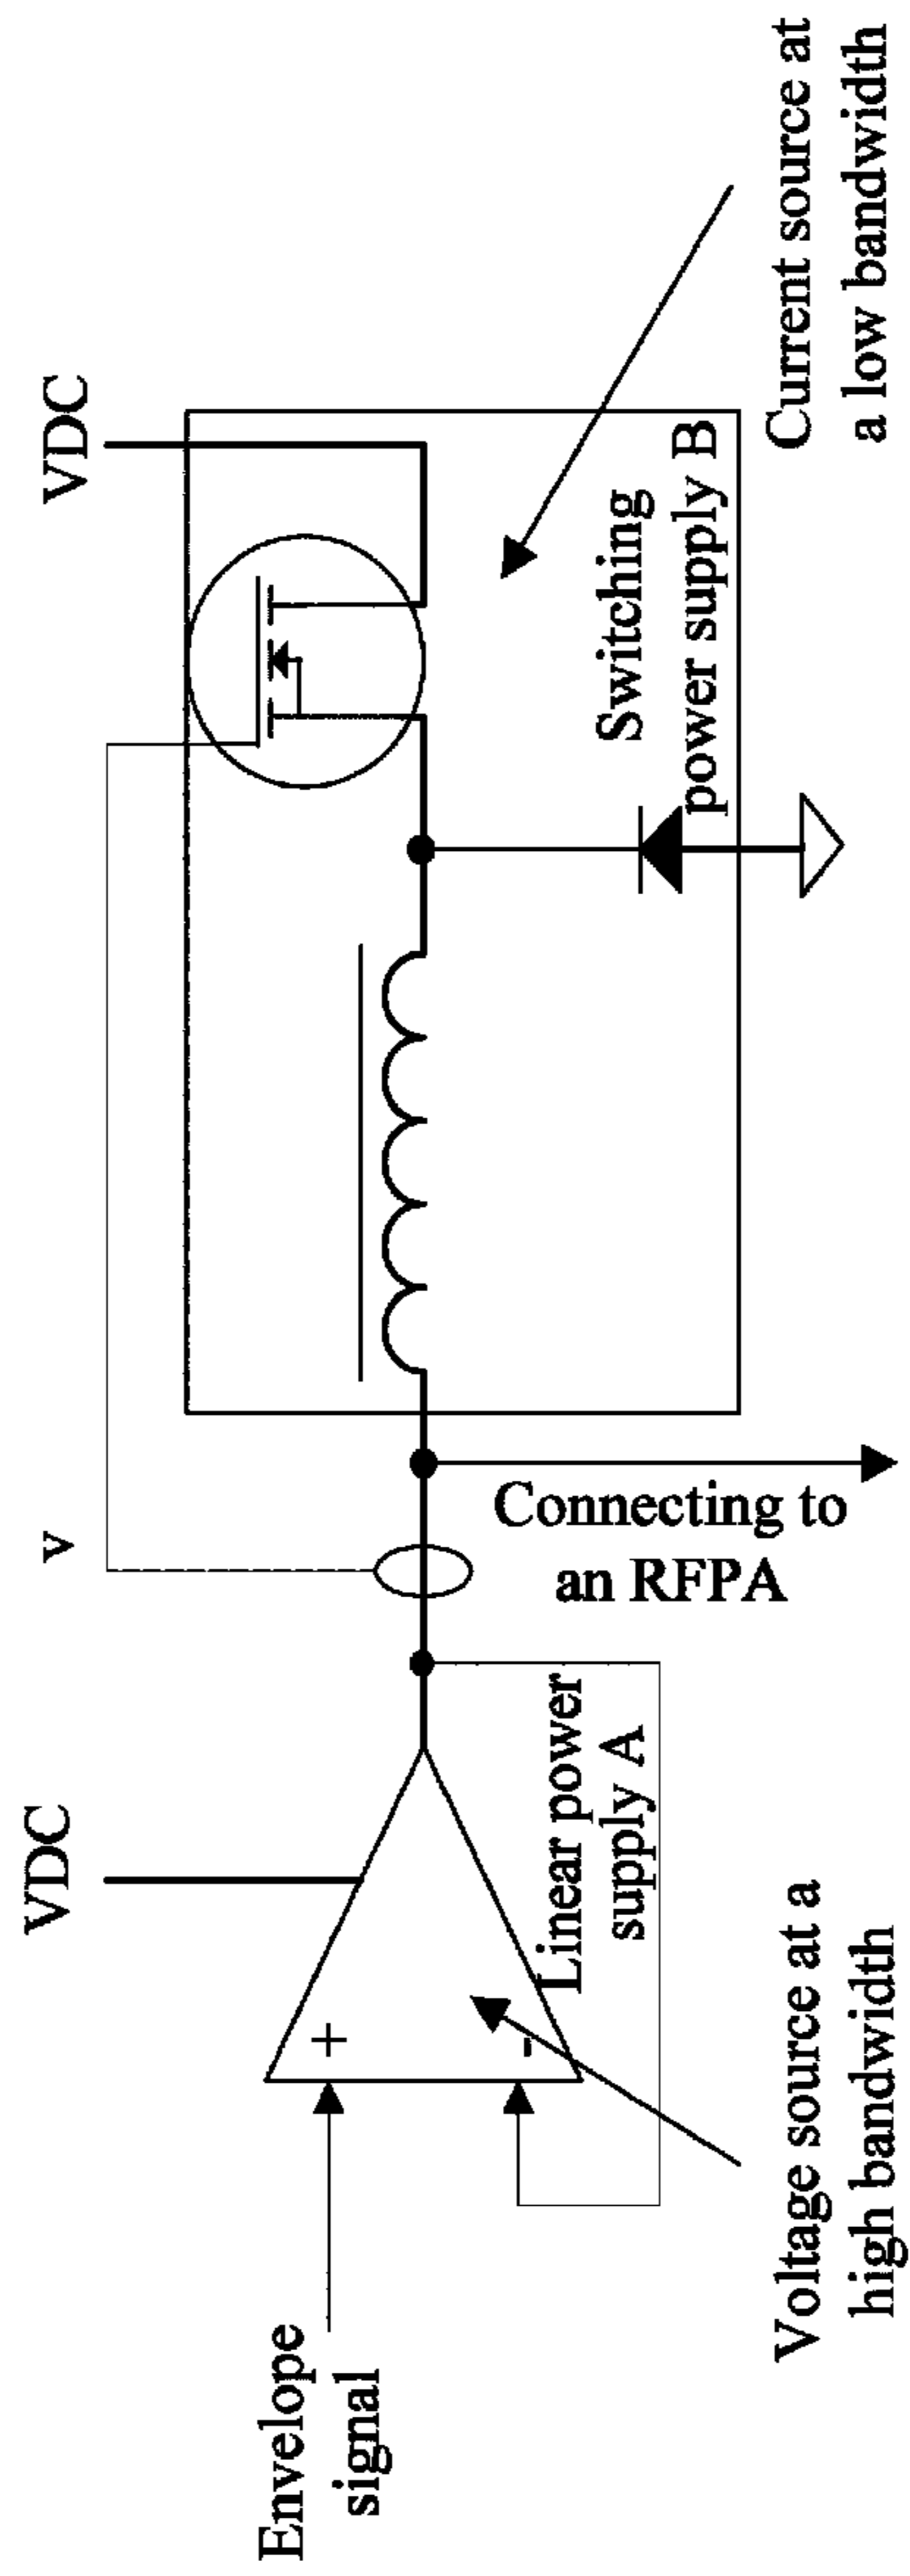 VDC
v
VDC
Envelope
signal
+
-
Linear power
supply A
Connecting to
an RFPA
Switching
power supply B
Voltage source at a
high bandwidth
Current source at
a low bandwidth